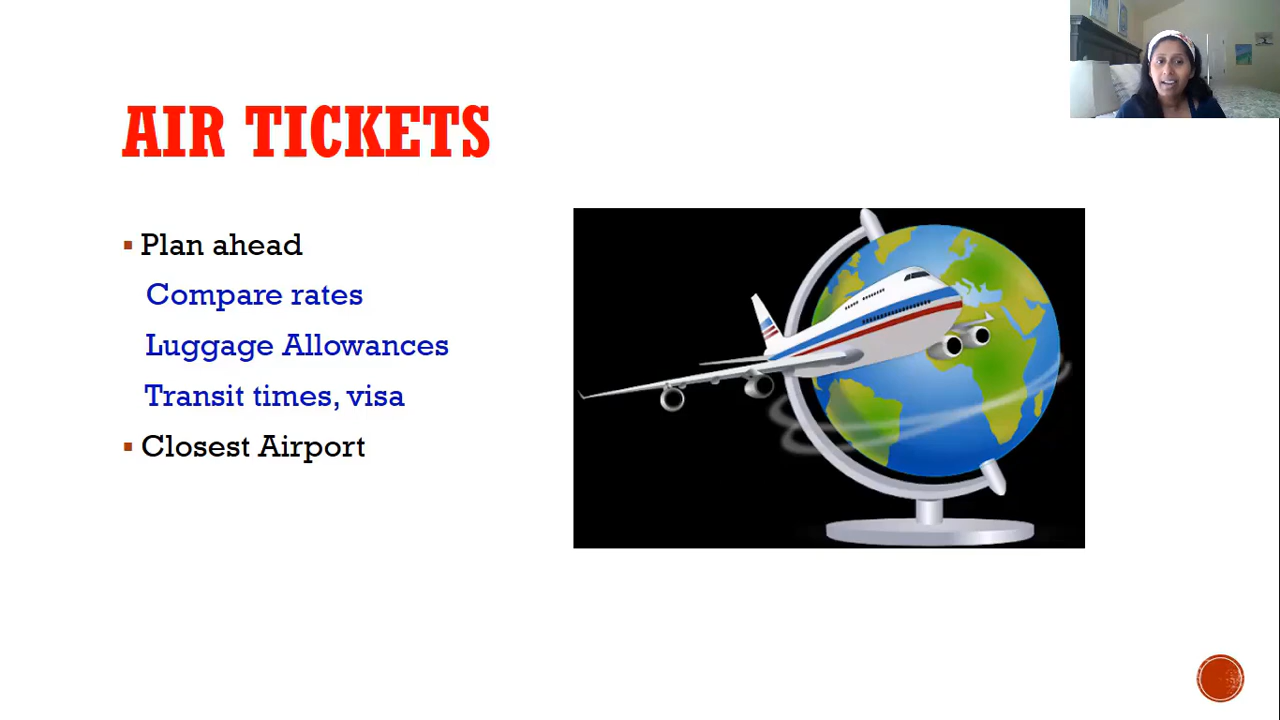 AIR TICKETS
Plan ahead
Compare rates
Luggage Allowances
Transit times, visa
Closest Airport